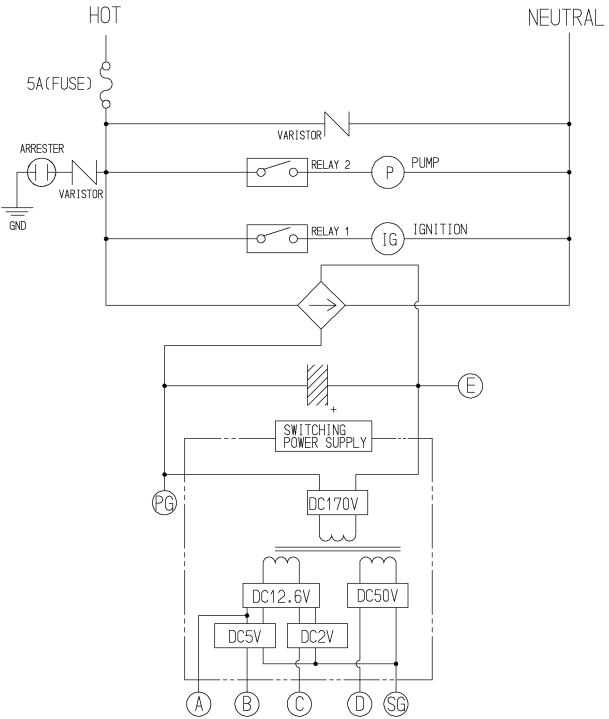 HOT
NEUTRAL
5A(FUSE)
VARISTOR
ARRESTER
VARISTOR
GND
RELAY 2
P
PUMP
RELAY 1
IG
IGNITION
E
+
SWITCHING
POWER SUPPLY
PG
DC170V
DC12.6V
DC50V
DC5V
DC2V
A
B
C
D
SG